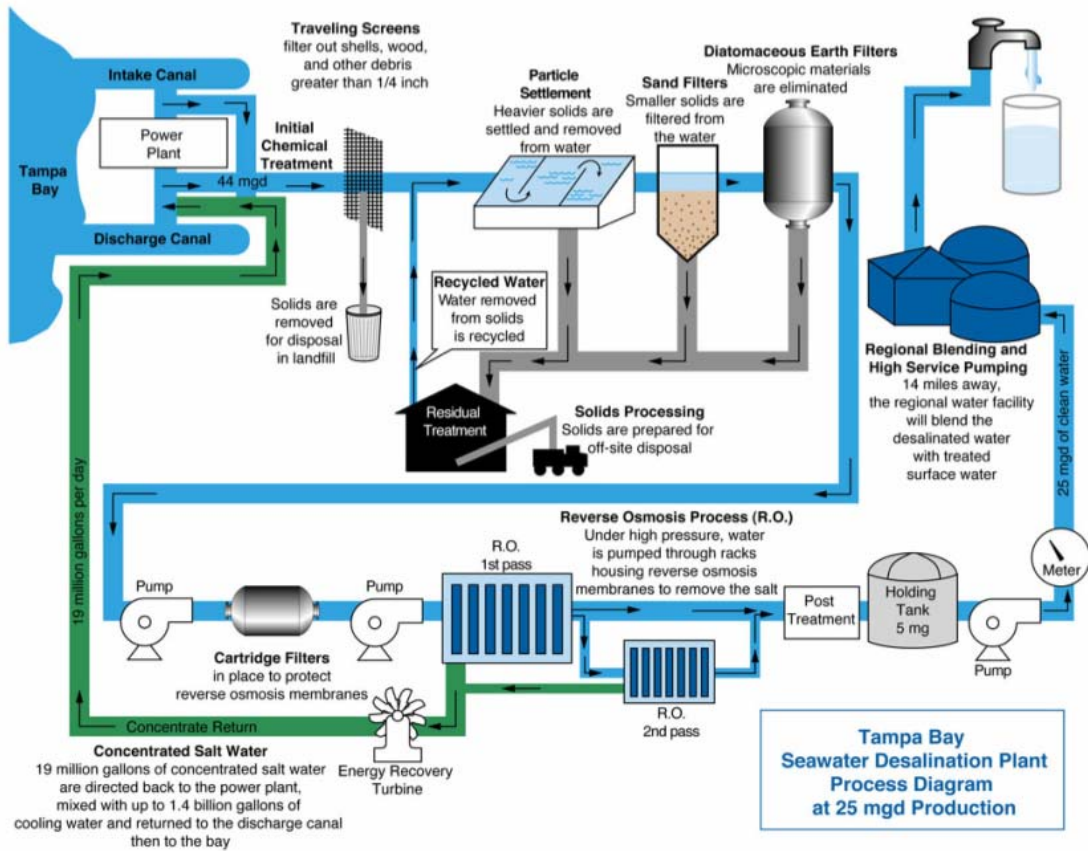 Traveling Screens
filter out shells, wood,
and other debris
greater than 1/4 inch
Intake Canal
Power
Plant
Tampa
Bay
44 mgd
Discharge Canal
Initial
Chemical
Treatment
Particle
Settlement
Heavier solids are
settled and removed
from water
Sand Filters
Smaller solids are
filtered from
the water
Diatomaceous Earth Filters
Microscopic materials
are eliminated
Solids are
removed
for disposal
in landfill
Recycled Water
Water removed
from solids
is recycled
Residual
Treatment
Solids Processing
Solids are prepared for
off-site disposal
Regional Blending and
High Service Pumping
14 miles away,
the regional water facility
will blend the
desalinated water
with treated
surface water
25 mgd of clean water
19 million gallons per day
Reverse Osmosis Process (R.O.)
Under high pressure, water
is pumped through racks
housing reverse osmosis
membranes to remove the salt
Pump
Cartridge Filters
in place to protect
reverse osmosis membranes
Pump
R.O.
1st pass
R.O.
2nd pass
Post
Treatment
Holding
Tank
5 mg
Pump
Meter
Concentrate Return
Energy Recovery
Turbine
Concentrated Salt Water
19 million gallons of concentrated salt water
are directed back to the power plant,
mixed with up to 1.4 billion gallons of
cooling water and returned to the discharge canal
then to the bay
Tampa Bay
Seawater Desalination Plant
Process Diagram
at 25 mgd Production